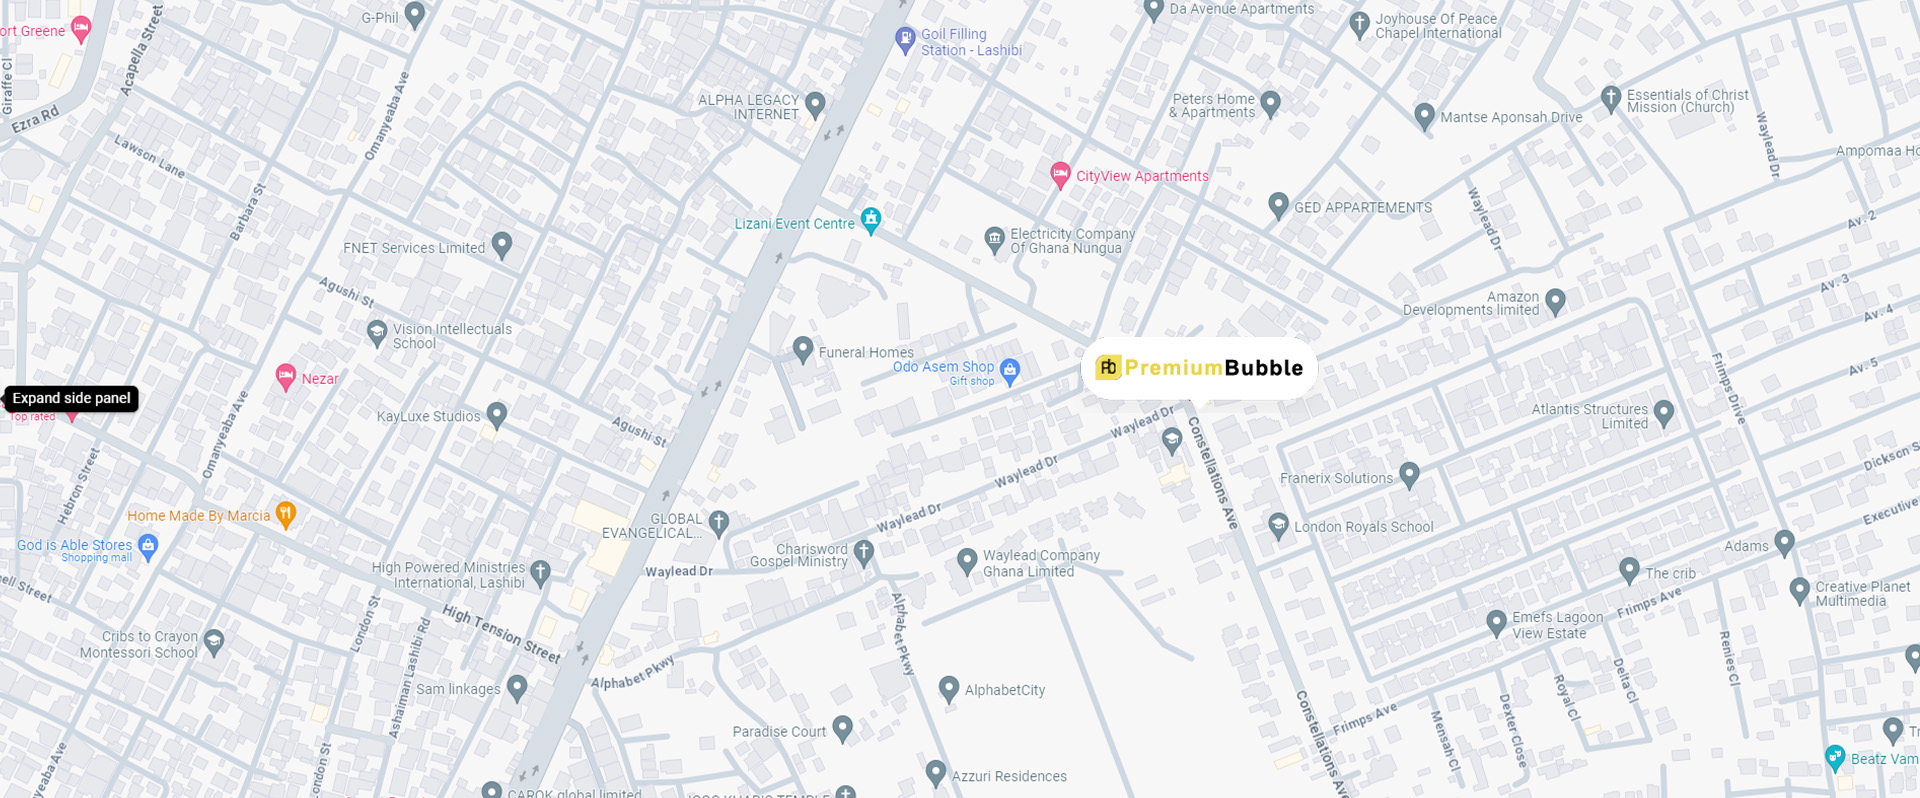 G-Phil
Da Avenue Apartments
Joyhouse Of Peace
Chapel International
ort Greene
Acapella Street
Goil Filling
Station - Lashibi
Giraffe Cl
Ezra Rd
Omanyeaba Ave
ALPHA LEGACY
INTERNET
Peters Home
& Apartments
Mantse Aponsah Drive
Essentials of Christ
Mission (Church)
Waylead Dr
Ampomaa Ho
Lawson Lane
Barbara St
CityView Apartments
GED APPARTEMENTS
Waylead Dr
Av. 2
Lizani Event Centre
Electricity Company
Of Ghana Nungua
FNET Services Limited
Agushi St
Amazon
Developments limited
Av. 3
Av. 4
Av. 5
Vision Intellectuals
School
Funeral Homes
Odo Asem Shop
Gift shop
PremiumBubble
Frimps Drive
Nezar
Expand side panel
Top rated
Omanyeaba Ave
KayLuxe Studios
Agushi St
Waylead Dr
Constellations Ave
Atlantis Structures
Limited
Hebron Street
Waylead Dr
Franerix Solutions
Dickson S
Home Made By Marcia
GLOBAL
EVANGELICAL...
Waylead Dr
London Royals School
Executive
God is Able Stores
Shopping mall
Charisword
Gospel Ministry
Waylead Company
Ghana Limited
Adams
High Powered Ministries
International, Lashibi
Waylead Dr
The crib
Creative Planet
Multimedia
ell Street
London St
High Tension Street
Alphabet Pkwy
Frimps Ave
Emefs Lagoon
View Estate
Cribs to Crayon
Montessori School
Ashaiman Lashibi Rd
Alphabet Pkwy
Renies Cl
Delta Cl
Royal Cl
Sam linkages
AlphabetCity
Constellations Ave
Frimps Ave
Mensah Cl
Dexter Close
Paradise Court
Azzuri Residences
Beatz Vam
yeaba Ave
ondon St
CAROK global limited